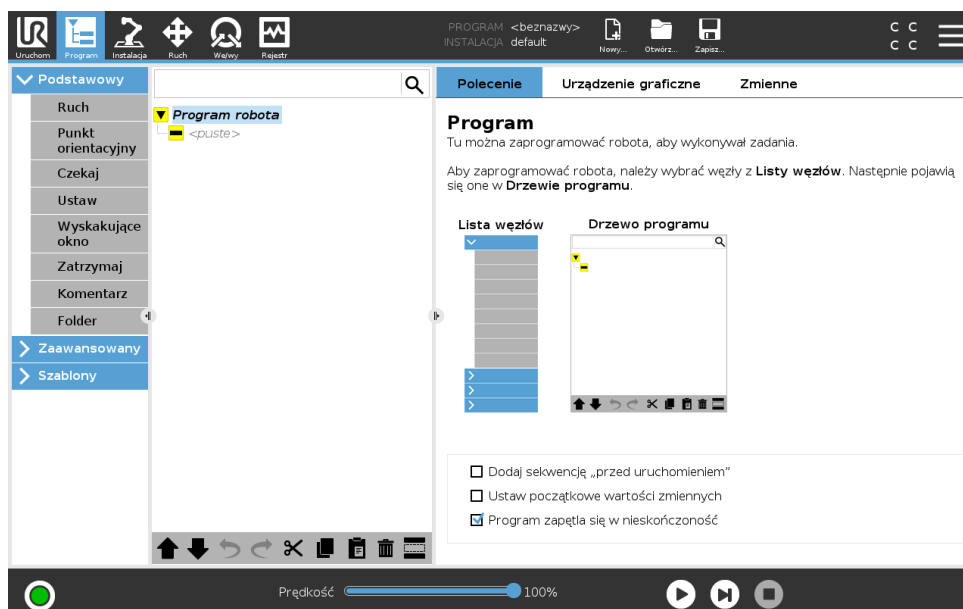 UR
Uruchom
Program
Instalacja
Ruch
We/wy
Rejestr
PROGRAM <beznazwy>
INSTALACJA default
Nowy...
Otwórz...
Zapisz...
C C
C C
Podstawowy
Ruch
Punkt
orientacyjny
Czekaj
Ustaw
Wyskakujące
okno
Zatrzymaj
Komentarz
Folder
Zaawansowany
Szablony
Program robota
<puste>
Polecenie
Urządzenie graficzne
Zmienne
Program
Tu można zaprogramować robota, aby wykonywał zadania.
Aby zaprogramować robota, należy wybrać węzły z Listy węzłów. Następnie pojawią
się one w Drzewie programu.
Lista węzłów
Drzewo programu
Dodaj sekwencję „przed uruchomieniem”
Ustaw początkowe wartości zmiennych
Program zapętla się w nieskończoność
Prędkość
100%